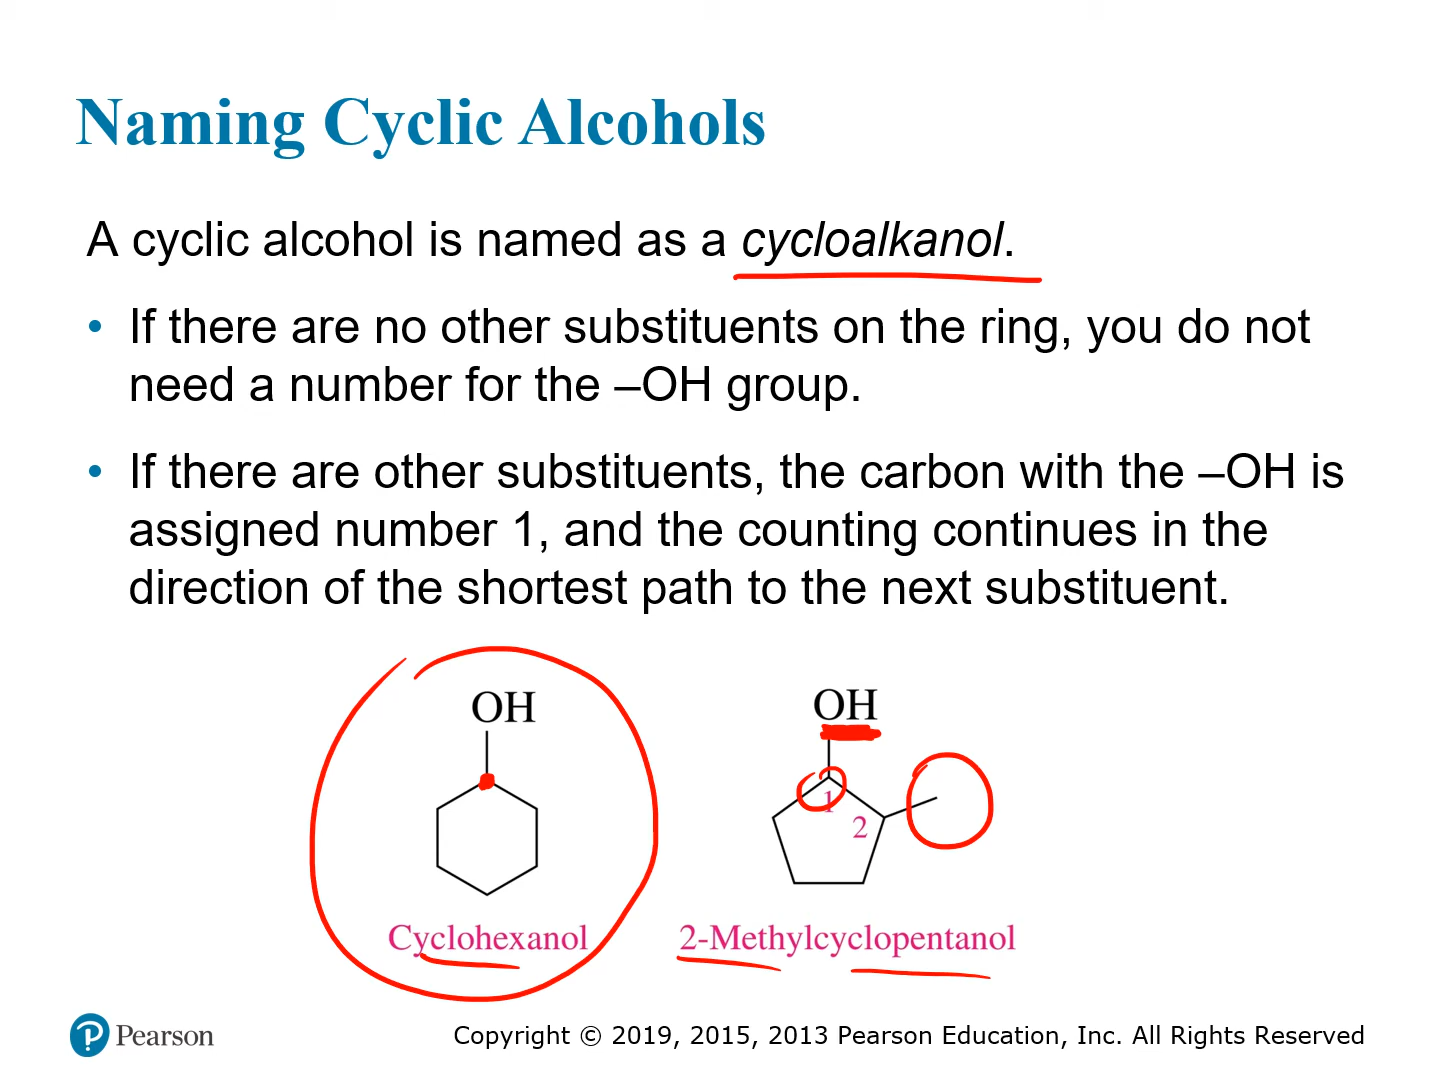 Naming Cyclic Alcohols
A cyclic alcohol is named as a cycloalkanol.
• If there are no other substituents on the ring, you do not
need a number for the –OH group.
• If there are other substituents, the carbon with the –OH is
assigned number 1, and the counting continues in the
direction of the shortest path to the next substituent.
OH
Cyclohexanol
OH
1
2
2-Methylcyclopentanol
Pearson
Copyright © 2019, 2015, 2013 Pearson Education, Inc. All Rights Reserved